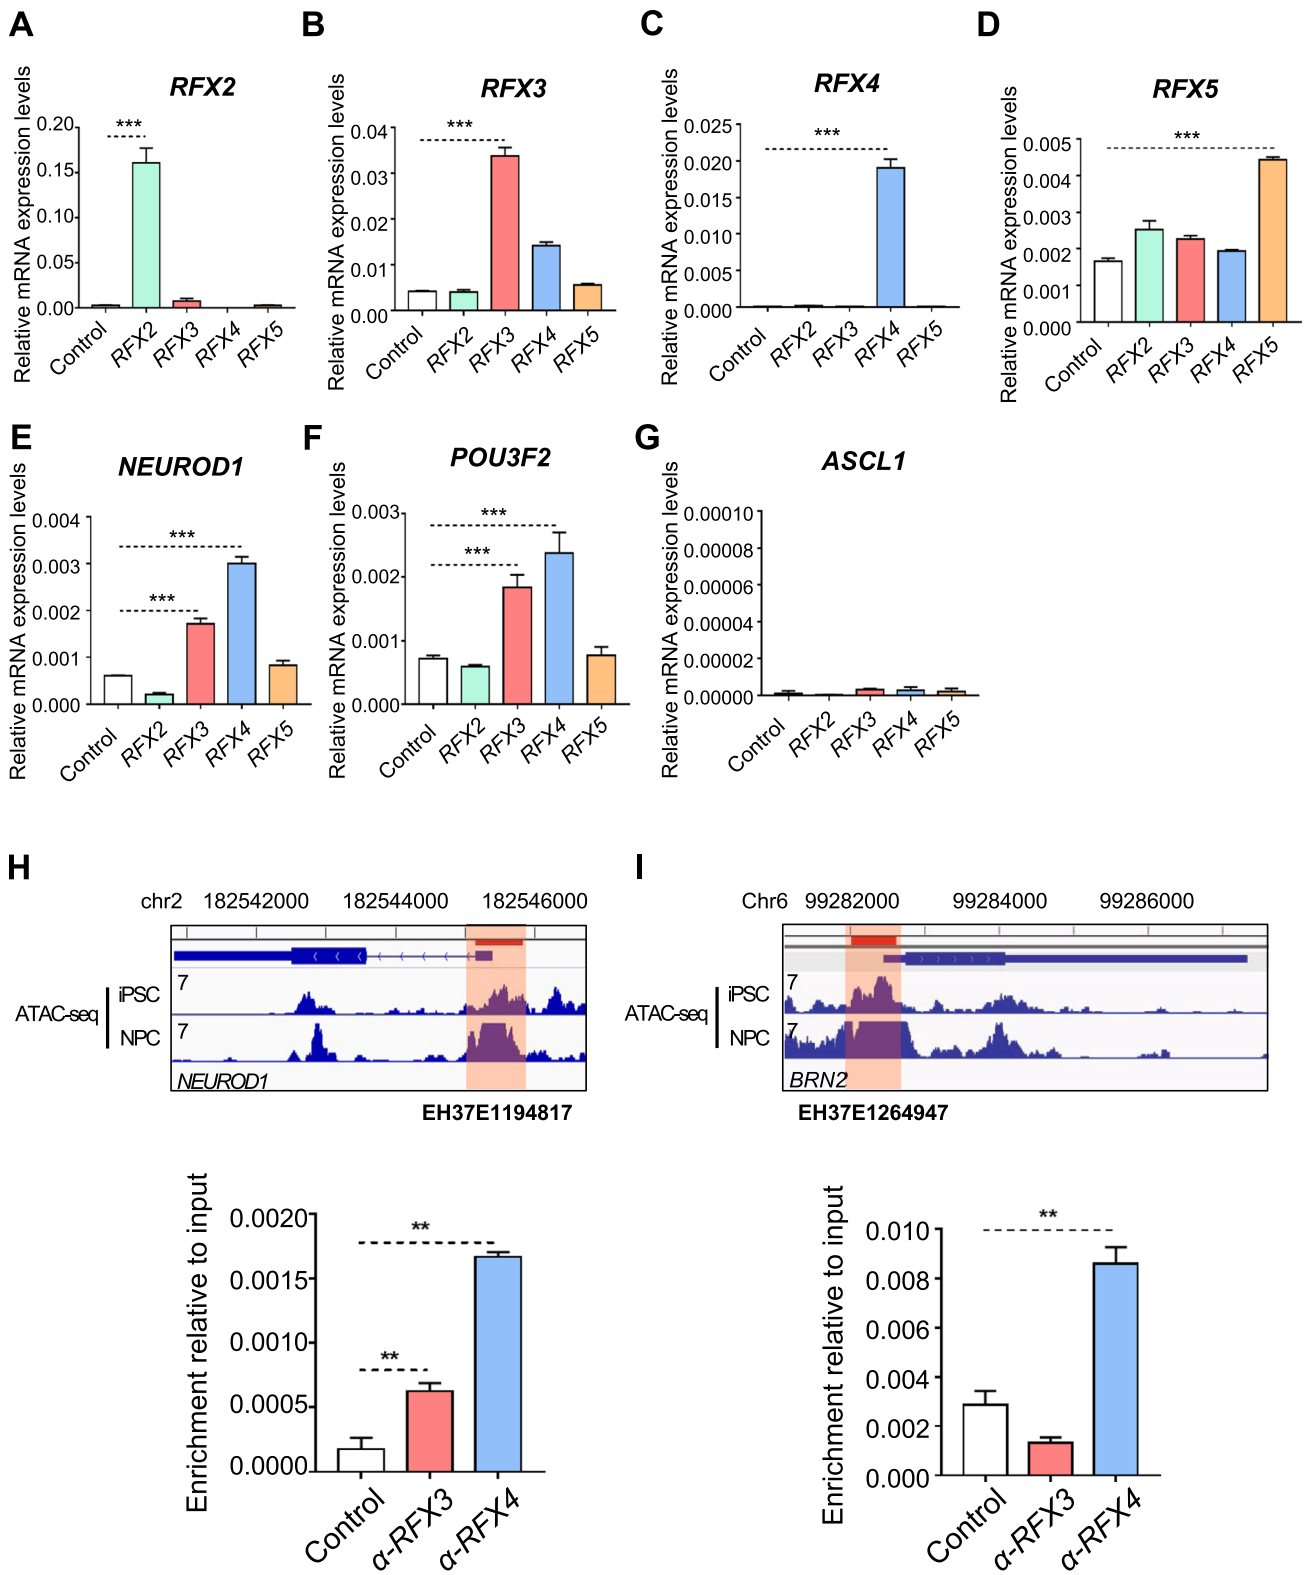 A
RFX2
Relative mRNA expression levels
0.20
0.15
0.10
0.05
0.00
***
Control
RFX2
RFX3
RFX4
RFX5
B
RFX3
Relative mRNA expression levels
0.04
0.03
0.02
0.01
0.00
***
Control
RFX2
RFX3
RFX4
RFX5
C
RFX4
Relative mRNA expression levels
0.025
0.020
0.015
0.010
0.005
0.000
***
Control
RFX2
RFX3
RFX4
RFX5
D
RFX5
Relative mRNA expression levels
0.005
0.004
0.003
0.002
0.001
0.000
***
Control
RFX2
RFX3
RFX4
RFX5
E
NEUROD1
Relative mRNA expression levels
0.004
0.003
0.002
0.001
0.000
***
***
Control
RFX2
RFX3
RFX4
RFX5
F
POU3F2
Relative mRNA expression levels
0.003
0.002
0.001
0.000
***
***
Control
RFX2
RFX3
RFX4
RFX5
G
ASCL1
Relative mRNA expression levels
0.00010
0.00008
0.00006
0.00004
0.00002
0.00000
Control
RFX2
RFX3
RFX4
RFX5
H
chr2 182542000 182544000 182546000
ATAC-seq
iPSC
7
NPC
7
NEUROD1
EH37E1194817
Enrichment relative to input
0.0020
0.0015
0.0010
0.0005
0.0000
**
**
Control
α-RFX3
α-RFX4
I
Chr6 99282000 99284000 99286000
ATAC-seq
iPSC
7
NPC
7
BRN2
EH37E1264947
Enrichment relative to input
0.010
0.008
0.006
0.004
0.002
0.000
**
Control
α-RFX3
α-RFX4